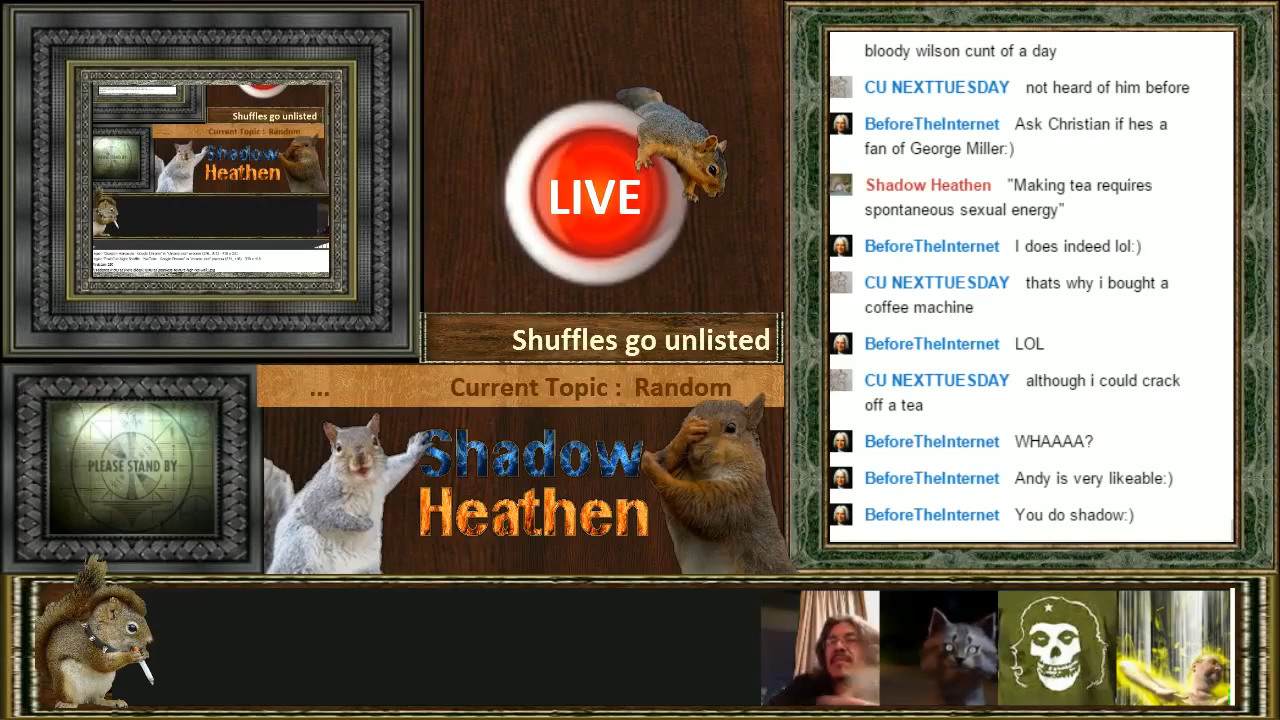 Shuffles go unlisted
Current Topic : Random
Shadow
Heathen
LIVE
Shuffles go unlisted
... Current Topic : Random
PLEASE STAND BY
Shadow
Heathen
bloody wilson cunt of a day
CU NEXTTUESDAY not heard of him before
BeforeTheInternet Ask Christian if hes a
fan of George Miller:)
Shadow Heathen "Making tea requires
spontaneous sexual energy"
BeforeTheInternet I does indeed lol:)
CU NEXTTUESDAY thats why i bought a
coffee machine
BeforeTheInternet LOL
CU NEXTTUESDAY although i could crack
off a tea
BeforeTheInternet WHAAAA?
BeforeTheInternet Andy is very likeable:)
BeforeTheInternet You do shadow:)